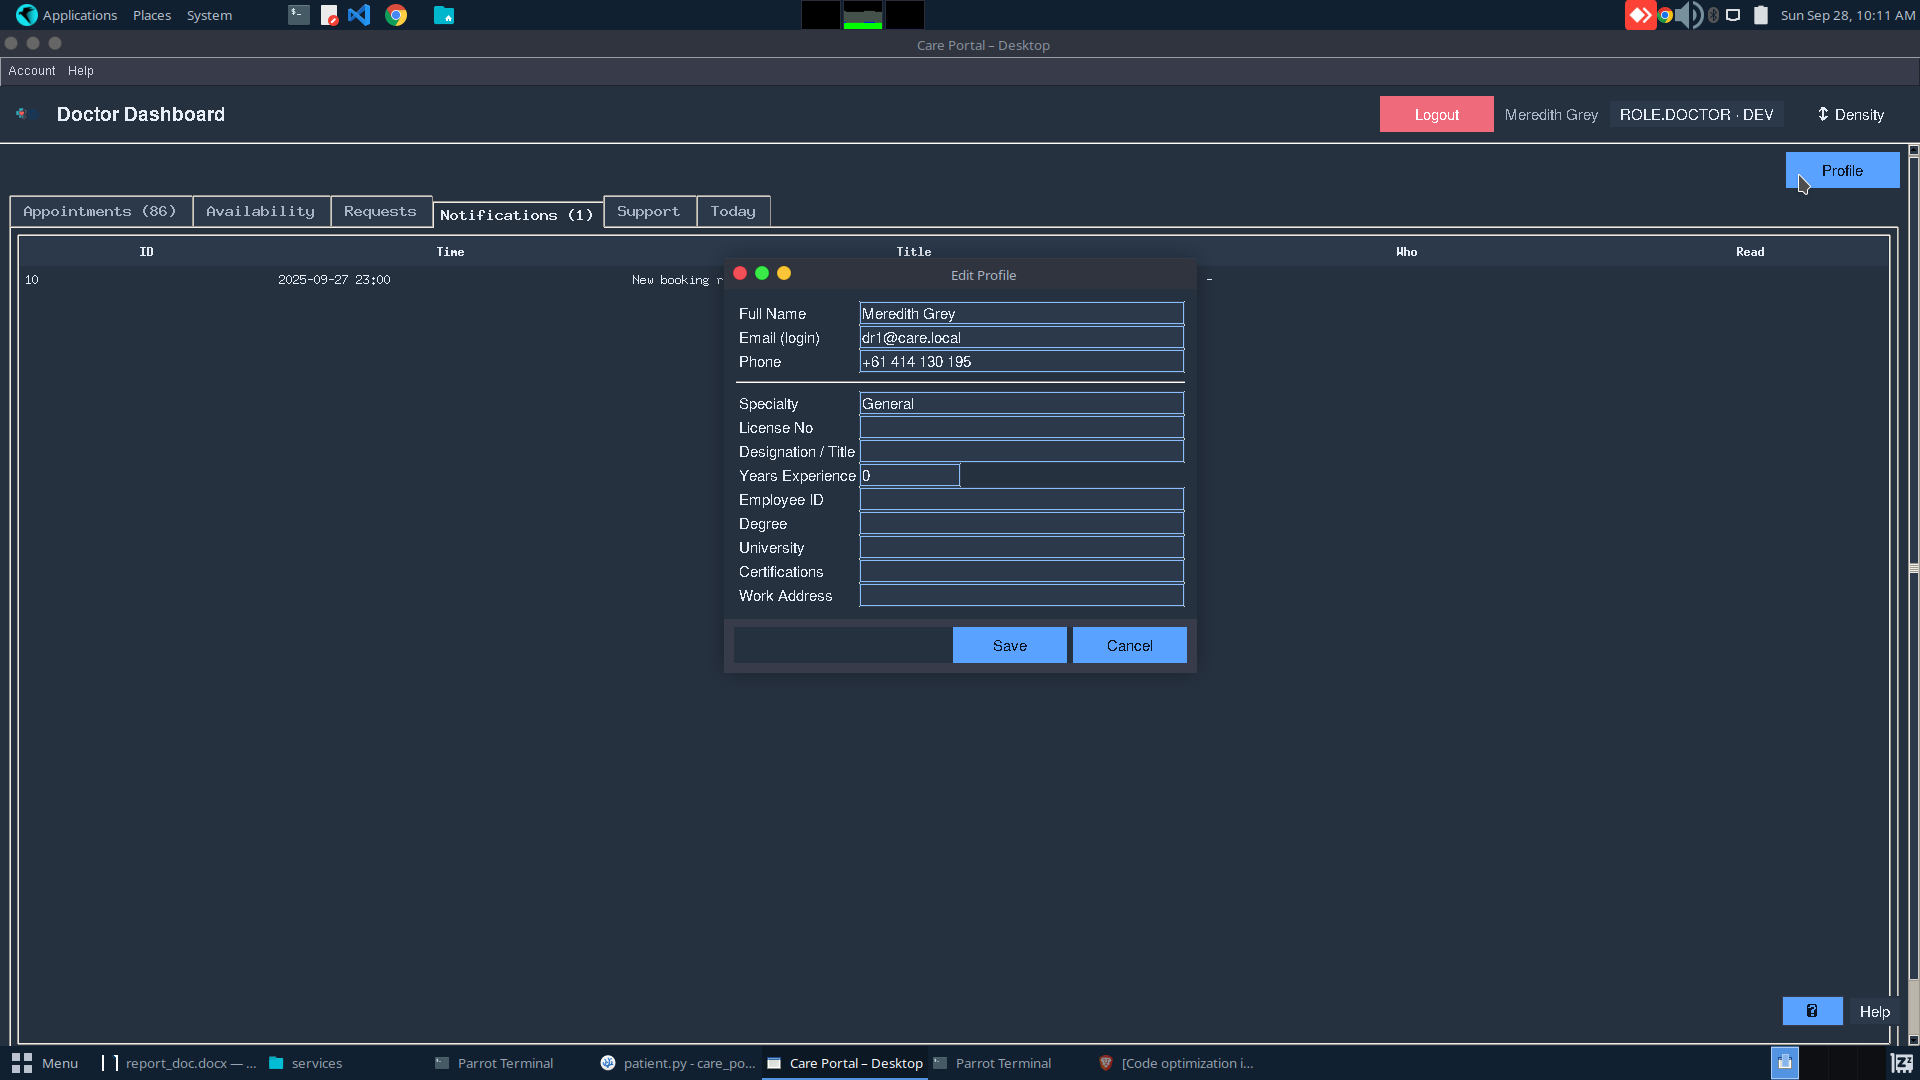 Applications Places System
Sun Sep 28, 10:11 AM
Care Portal – Desktop
Account Help
Doctor Dashboard
Logout Meredith Grey ROLE.DOCTOR · DEV ↕ Density
Profile
Appointments (86) Availability Requests Notifications (1) Support Today
ID Time Title Who Read
10 2025-09-27 23:00 New booking r –
Edit Profile
Full Name Meredith Grey
Email (login) dr1@care.local
Phone +61 414 130 195
Specialty General
License No
Designation / Title
Years Experience 0
Employee ID
Degree
University
Certifications
Work Address
Save Cancel
? Help
Menu report_doc.docx — ... services Parrot Terminal patient.py - care_po... Care Portal – Desktop Parrot Terminal [Code optimization i...